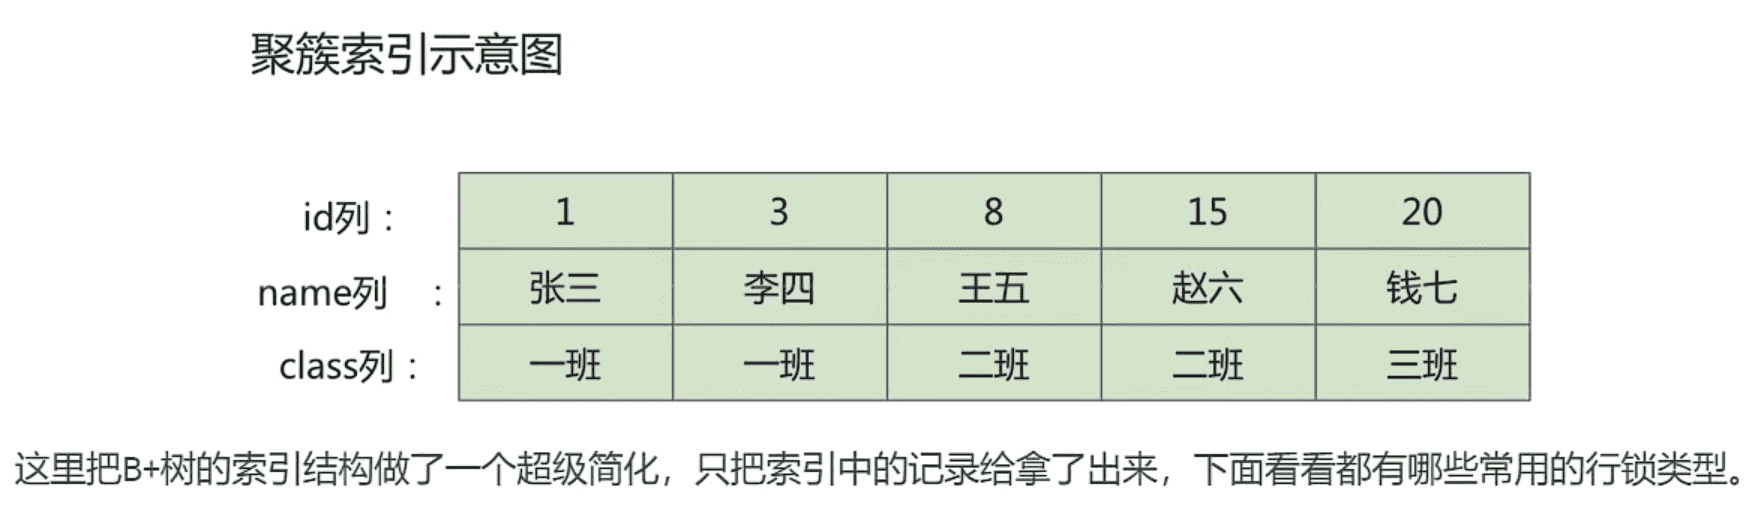 聚簇索引示意图
id列： 1 3 8 15 20
name列 ： 张三 李四 王五 赵六 钱七
class列： 一班 一班 二班 二班 三班
这里把B+树的索引结构做了一个超级简化，只把索引中的记录给拿了出来，下面看看都有哪些常用的行锁类型。